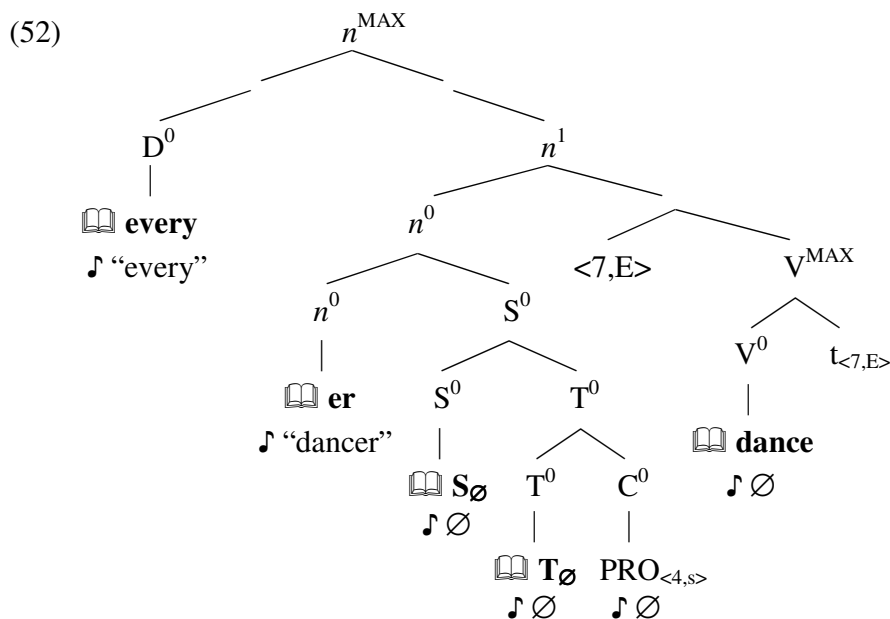 (52) n^MAX
D^0 n^1
🕮 every n^0
♪ “every” <7,E> V^MAX
n^0 S^0
V^0 t<7,E>
🕮 er S^0 T^0
♪ “dancer” 🕮 dance
♪ ∅
🕮 S∅ T^0 C^0
♪ ∅
🕮 T∅ PRO<4,s>
♪ ∅ ♪ ∅